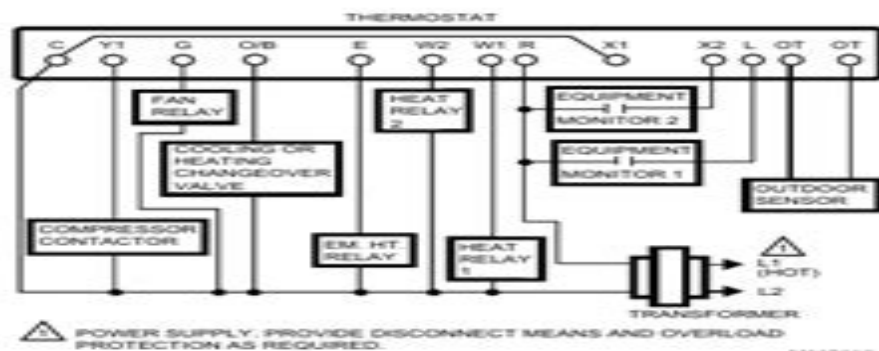 THERMOSTAT
C Y1 G O/B E W2 W1 R X1 X2 L OT OT
FAN
RELAY
HEAT
RELAY
2
EQUIPMENT
MONITOR 2
COOLING OR
HEATING
CHANGEOVER
VALVE
EQUIPMENT
MONITOR 1
OUTDOOR
SENSOR
COMPRESSOR
CONTACTOR
EM. HT.
RELAY
HEAT
RELAY
1
1
L1
(HOT)
L2
TRANSFORMER
1 POWER SUPPLY. PROVIDE DISCONNECT MEANS AND OVERLOAD
PROTECTION AS REQUIRED.